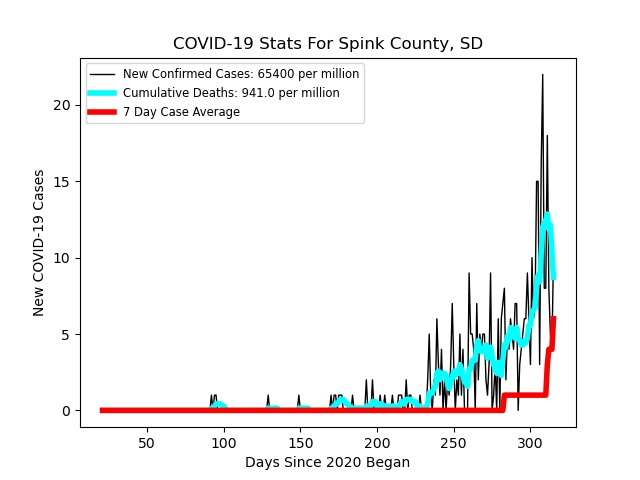 COVID-19 Stats For Spink County, SD
New Confirmed Cases: 65400 per million
Cumulative Deaths: 941.0 per million
7 Day Case Average
New COVID-19 Cases
20
15
10
5
0
50 100 150 200 250 300
Days Since 2020 Began